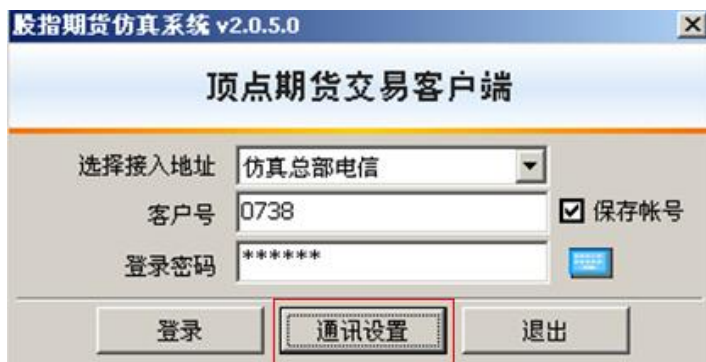 股指期货仿真系统 v2.0.5.0
顶点期货交易客户端
选择接入地址 仿真总部电信
客户号 0738 保存帐号
登录密码 ******
登录 通讯设置 退出